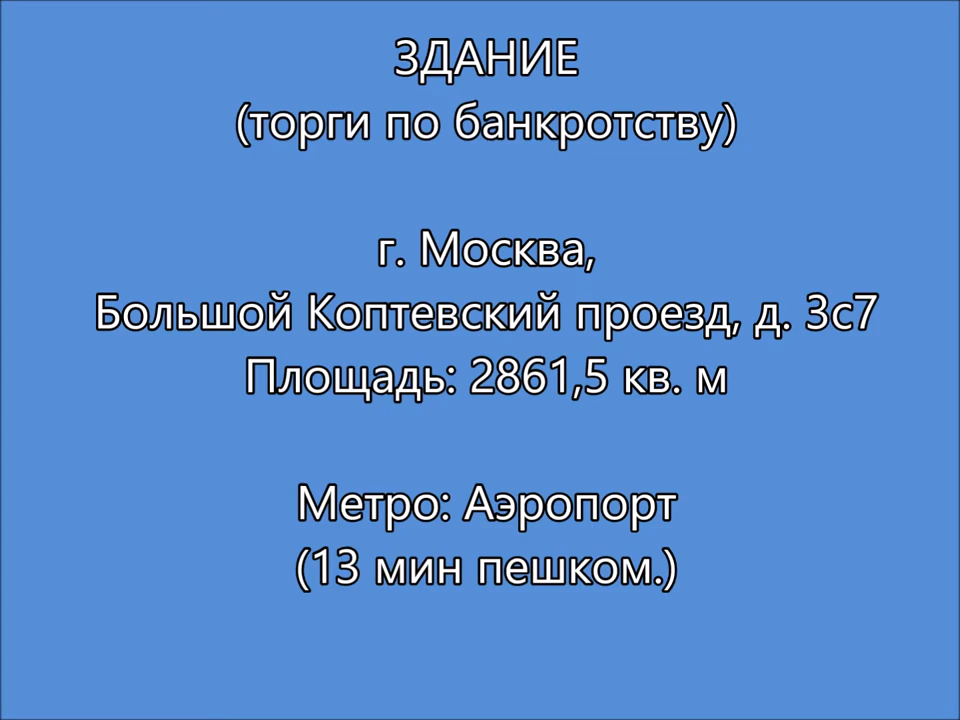 ЗДАНИЕ
(торги по банкротству)
г. Москва,
Большой Коптевский проезд, д. 3с7
Площадь: 2861,5 кв. м
Метро: Аэропорт
(13 мин пешком.)